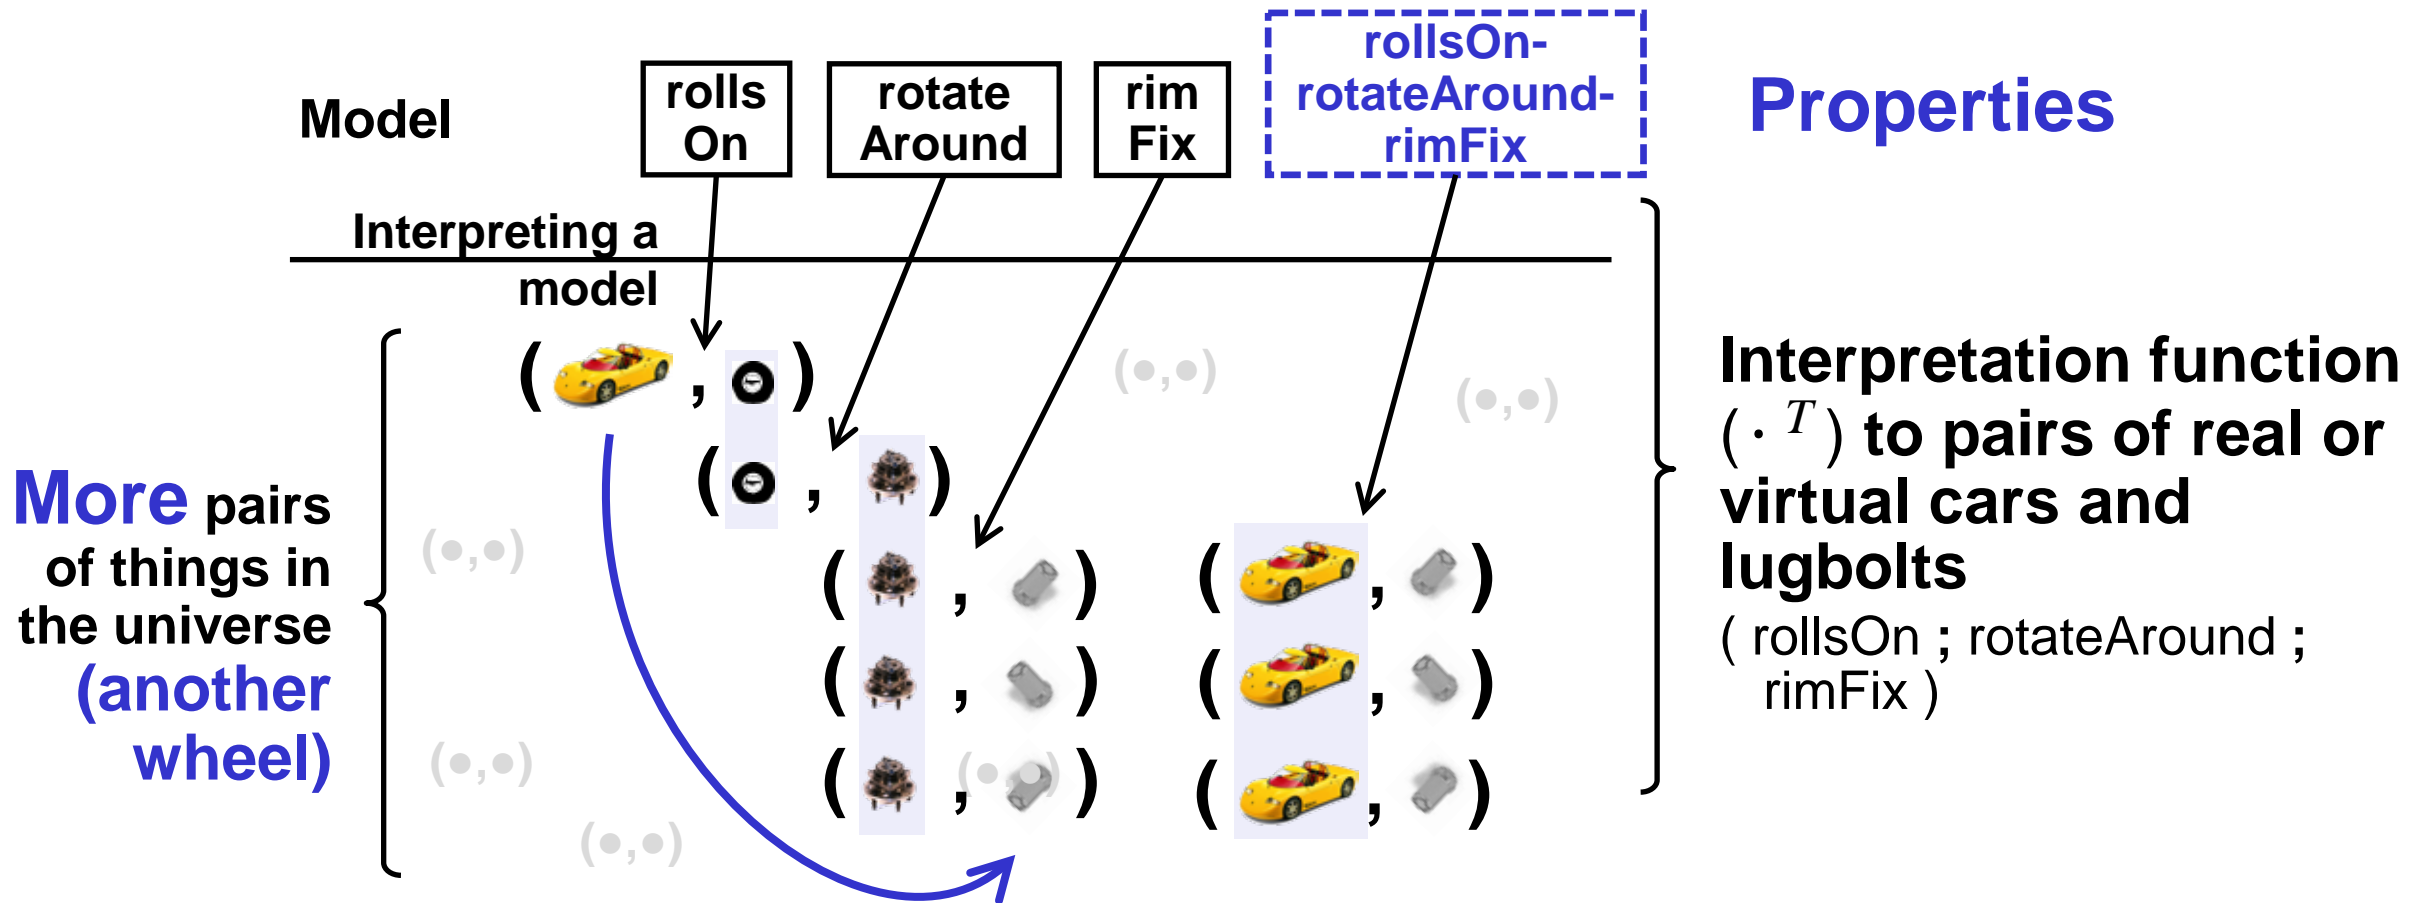 Model
rolls
On
rotate
Around
rim
Fix
rollsOn-
rotateAround-
rimFix
Properties
Interpreting a
model
( , )
(●,●)
(●,●)
( , )
(●,●)
( , )
( , )
( , )
( , )
( , )
(●,●)
( , )
(●,●)
( , )
(●,●)
More pairs
of things in
the universe
(another
wheel)
Interpretation function
( · T ) to pairs of real or
virtual cars and
lugbolts
( rollsOn ; rotateAround ;
rimFix )